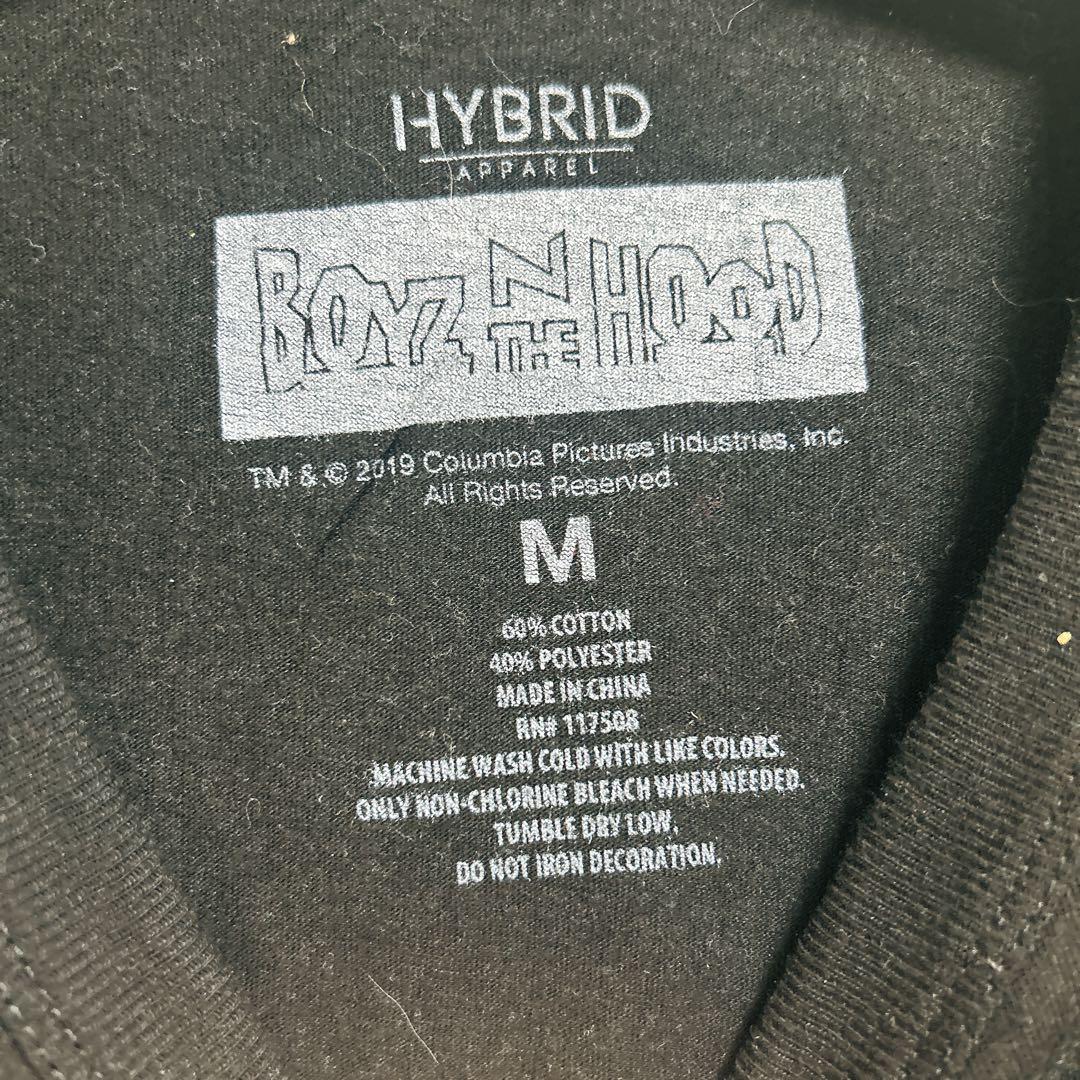 HYBRID
APPAREL
BOYZ N THE HOOD
TM & © 2019 Columbia Pictures Industries, Inc.
All Rights Reserved.
M
60% COTTON
40% POLYESTER
MADE IN CHINA
RN# 117508
MACHINE WASH COLD WITH LIKE COLORS.
ONLY NON-CHLORINE BLEACH WHEN NEEDED.
TUMBLE DRY LOW.
DO NOT IRON DECORATION.